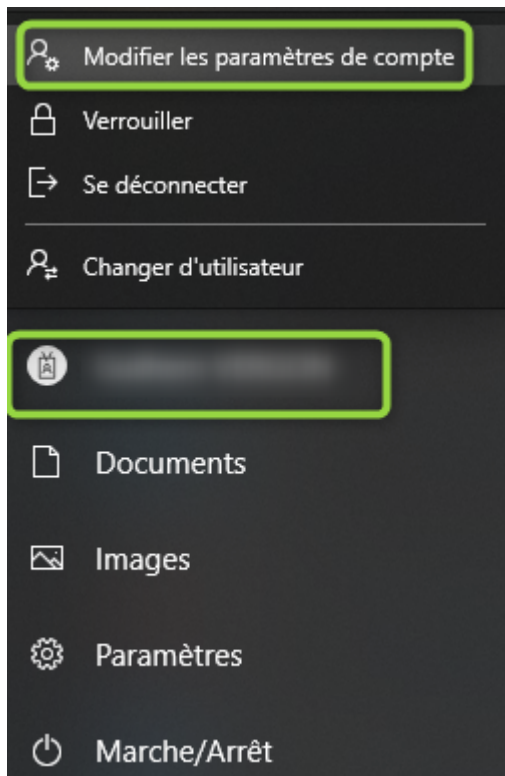 Modifier les paramètres de compte
Verrouiller
Se déconnecter
Changer d'utilisateur
Documents
Images
Paramètres
Marche/Arrêt